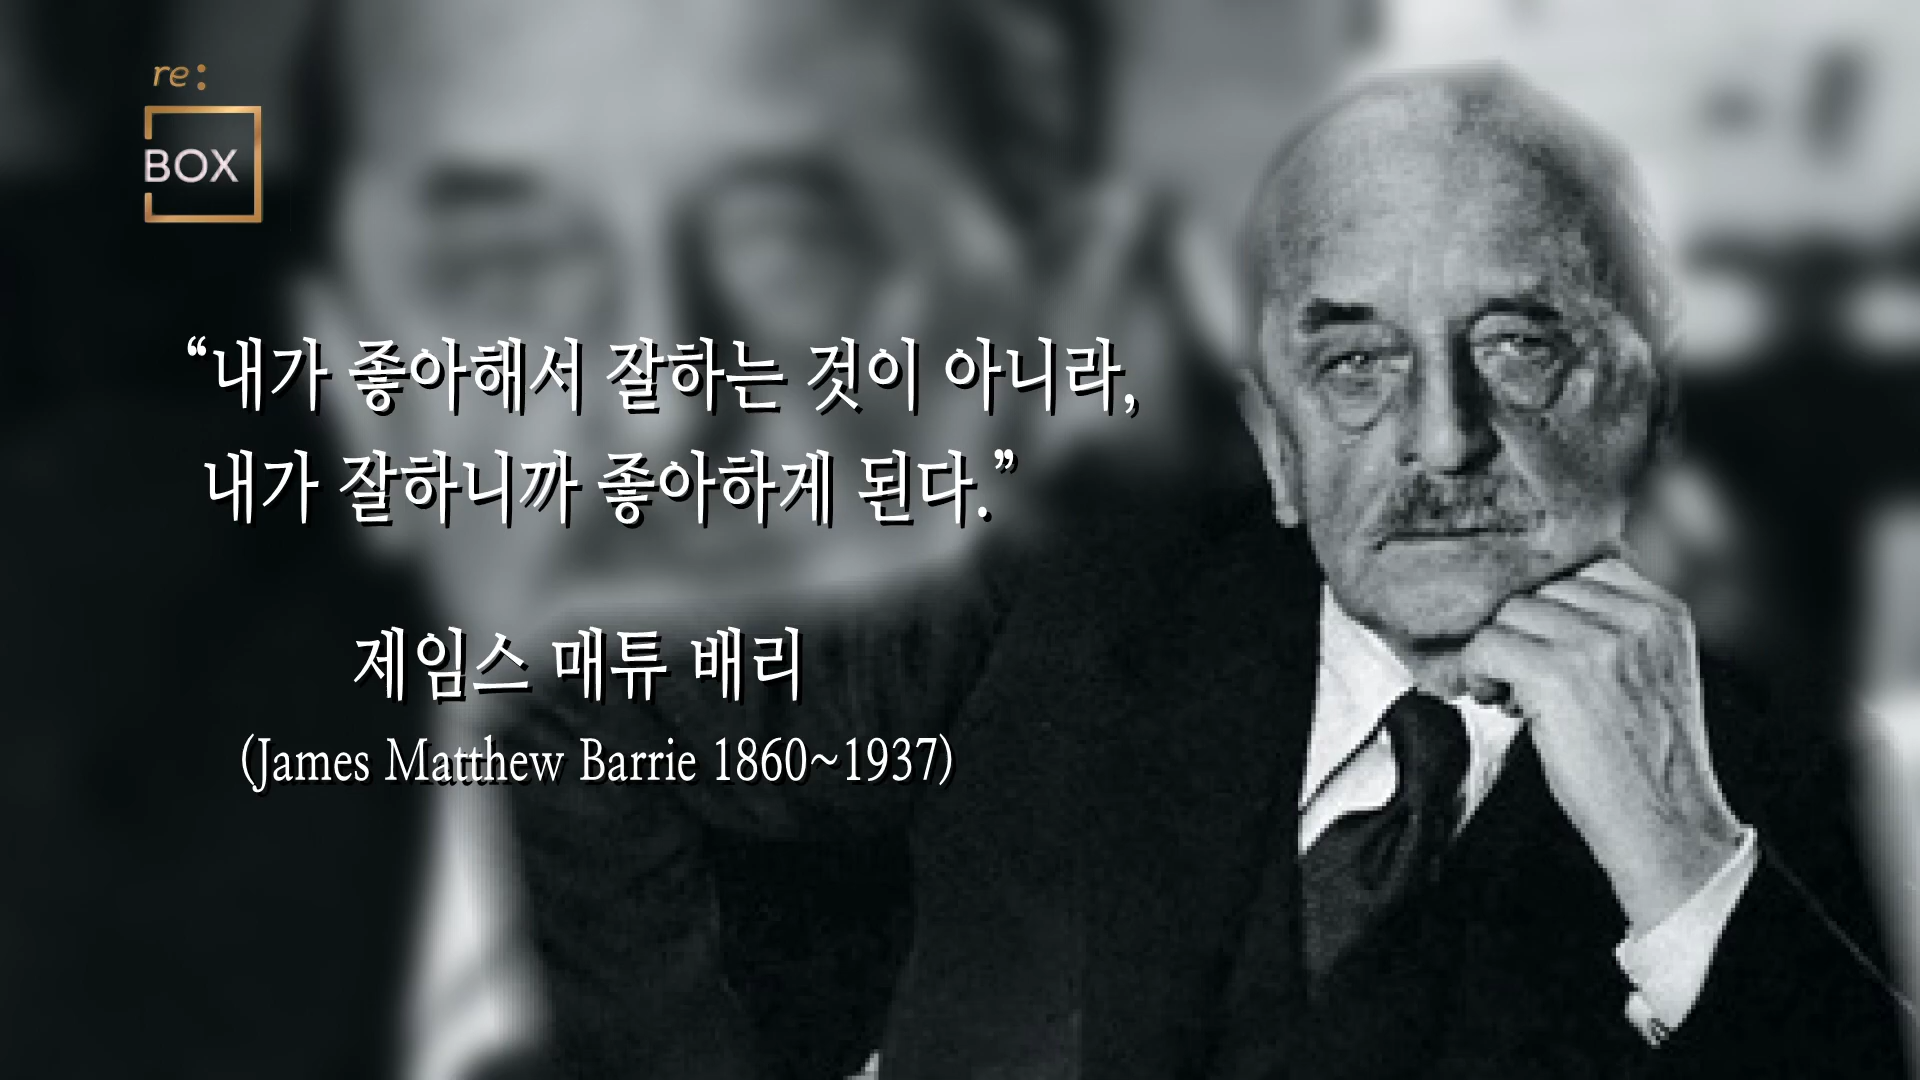 re:
BOX
“내가 좋아해서 잘하는 것이 아니라,
내가 잘하니까 좋아하게 된다.”
제임스 매튜 배리
(James Matthew Barrie 1860~1937)